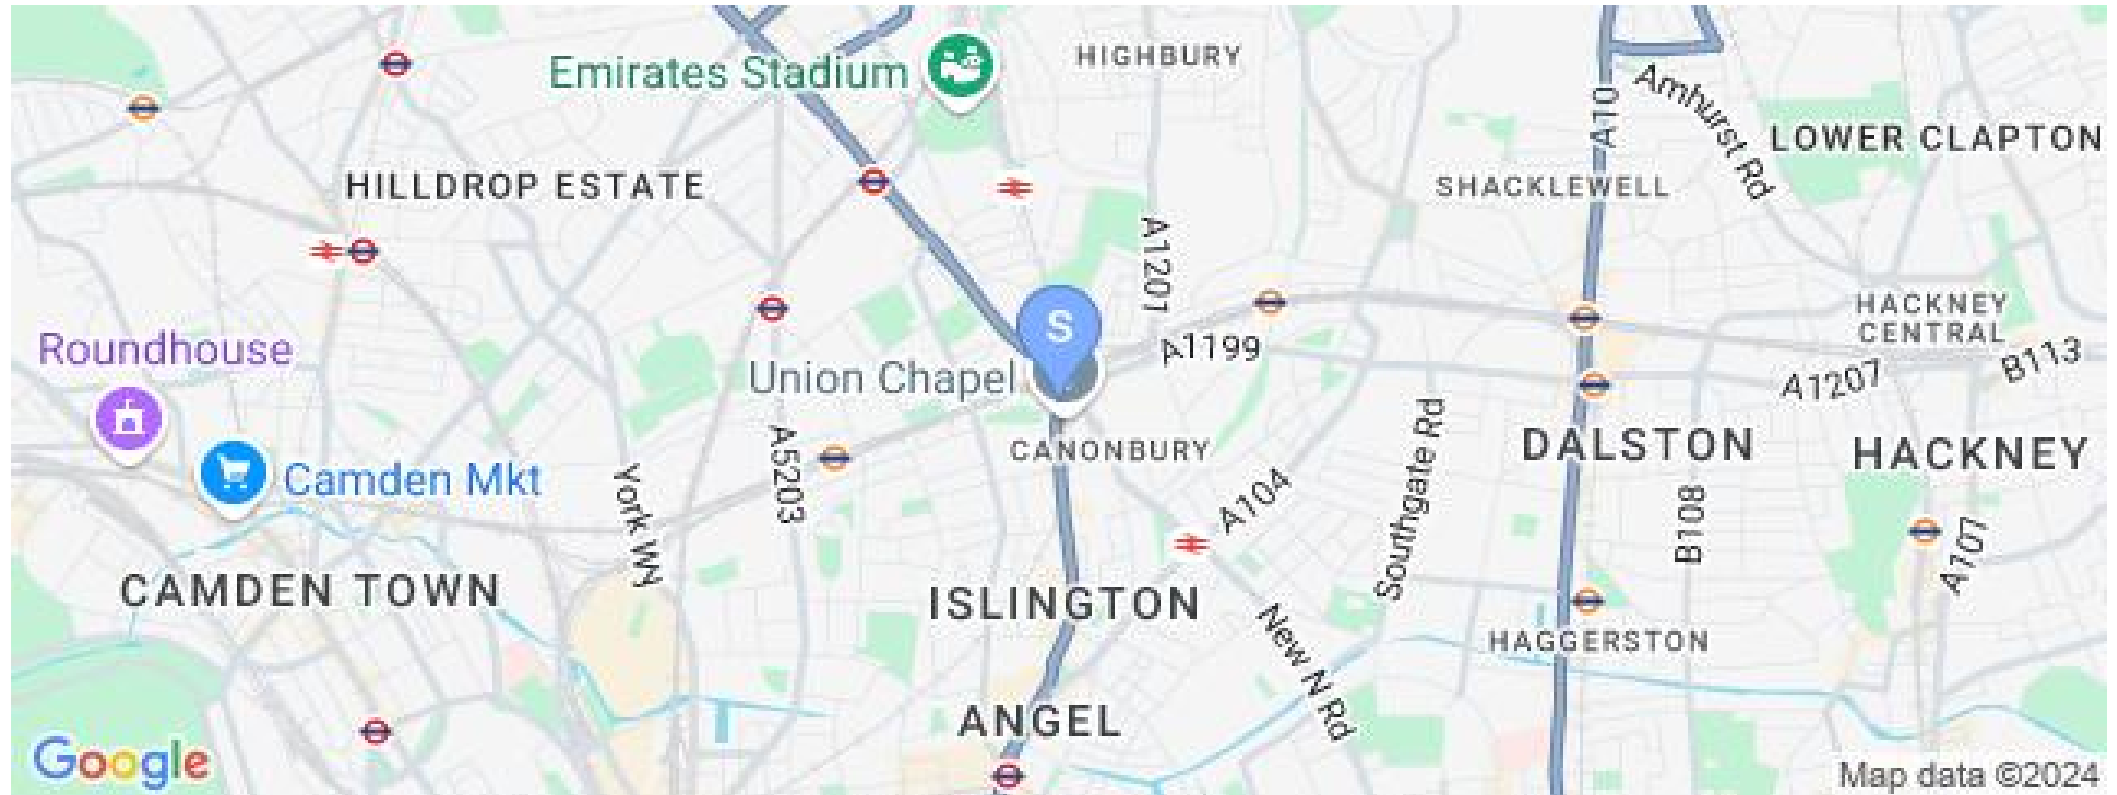 Emirates Stadium
HIGHBURY
A10
Amhurst Rd
LOWER CLAPTON
HILLDROP ESTATE
SHACKLEWELL
A1201
S
HACKNEY
CENTRAL
Roundhouse
Union Chapel
A1199
A1207
B113
Camden Mkt
York Wy
A5203
CANONBURY
A104
Southgate Rd
DALSTON
HACKNEY
B108
A107
CAMDEN TOWN
ISLINGTON
New N Rd
HAGGERSTON
ANGEL
Google
Map data ©2024